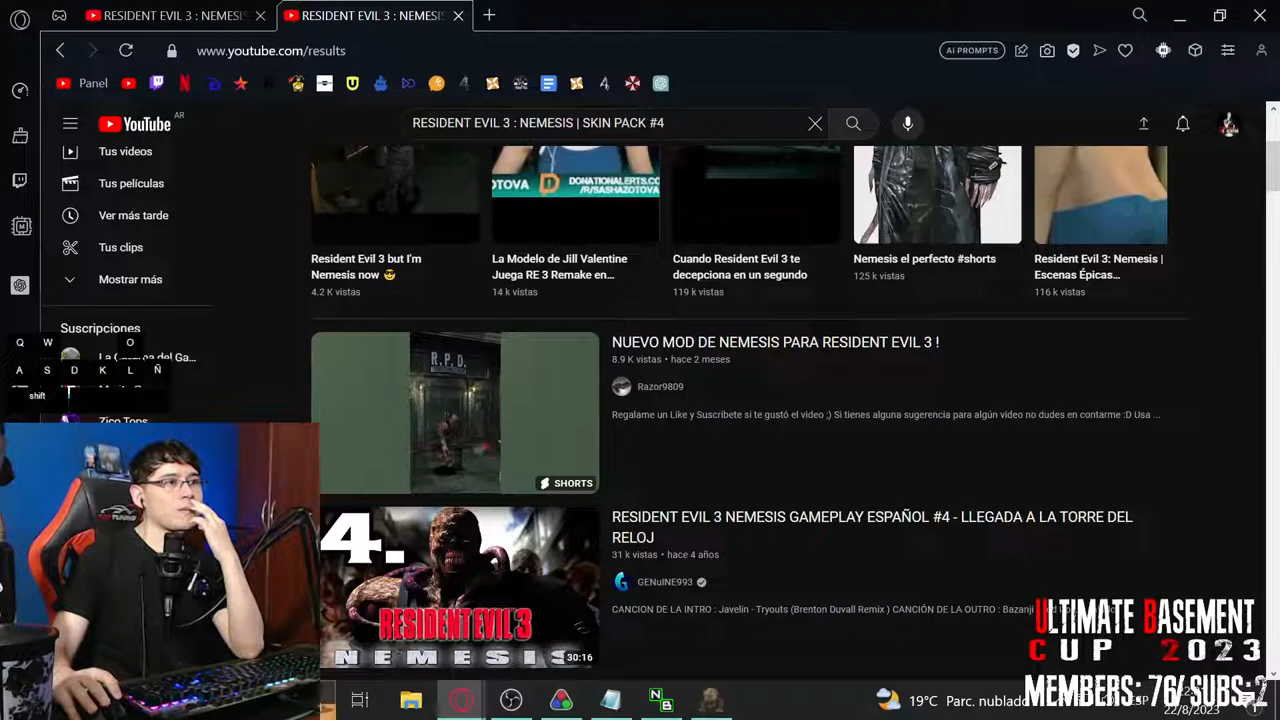 RESIDENT EVIL 3 : NEMESIS
RESIDENT EVIL 3 : NEMESIS
www.youtube.com/results
AI PROMPTS
Panel
YouTube
AR
RESIDENT EVIL 3 : NEMESIS | SKIN PACK #4
Tus videos
Tus películas
Ver más tarde
Tus clips
Mostrar más
Suscripciones
La
del Ga...
Zico Tops
Q W O
A S D K L Ñ
shift
OTOVA
DONATIONALERTS.CO
/R/SASHAZOTOVA
Resident Evil 3 but I'm
Nemesis now 😎
4.2 K vistas
La Modelo de Jill Valentine
Juega RE 3 Remake en...
14 k vistas
Cuando Resident Evil 3 te
decepciona en un segundo
119 k vistas
Nemesis el perfecto #shorts
125 k vistas
Resident Evil 3: Nemesis |
Escenas Épicas...
116 k vistas
R.P.D.
SHORTS
NUEVO MOD DE NEMESIS PARA RESIDENT EVIL 3 !
8.9 K vistas • hace 2 meses
Razor9809
Regalame un Like y Suscribete si te gustó el video ;) Si tienes alguna sugerencia para algún video no dudes en contarme :D Usa ...
4.
RESIDENT EVIL 3
NEMESIS
30:16
RESIDENT EVIL 3 NEMESIS GAMEPLAY ESPAÑOL #4 - LLEGADA A LA TORRE DEL
RELOJ
31 k vistas • hace 4 años
GENuINE993
CANCION DE LA INTRO : Javelin - Tryouts (Brenton Duvall Remix ) CANCIÓN DE LA OUTRO : Bazanji
ULTIMATE BASEMENT
CUP 2023
MEMBERS: 76/ SUBS:
19°C Parc. nublado
ESP
22/8/2023